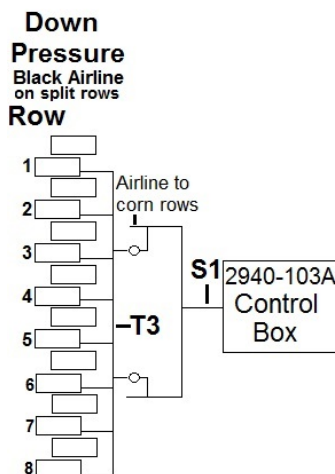 Down
Pressure
Black Airline
on split rows
Row
1
2
3
4
5
6
7
8
Airline to
corn rows
–T3
S1
2940-103A
Control
Box